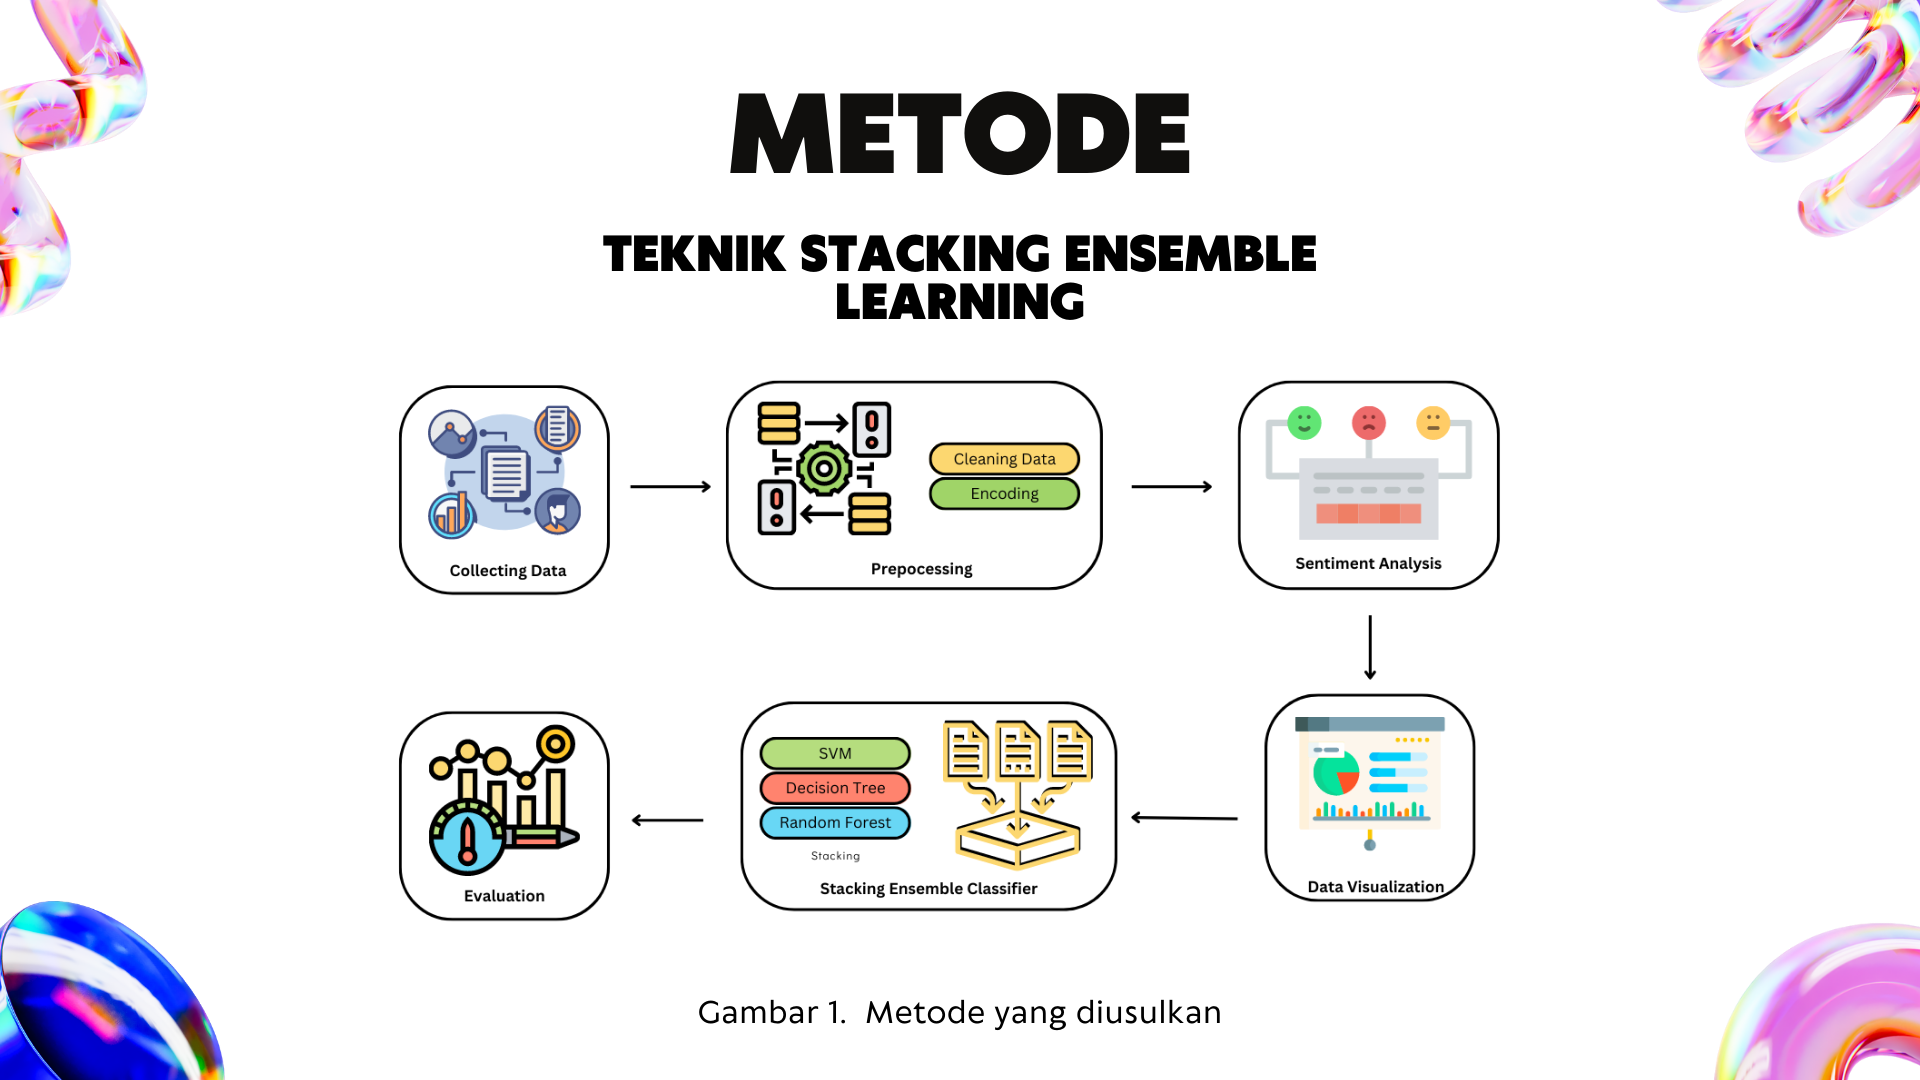 METODE
TEKNIK STACKING ENSEMBLE
LEARNING
Collecting Data
Cleaning Data
Encoding
Prepocessing
Sentiment Analysis
Evaluation
SVM
Decision Tree
Random Forest
Stacking
Stacking Ensemble Classifier
Data Visualization
Gambar 1. Metode yang diusulkan